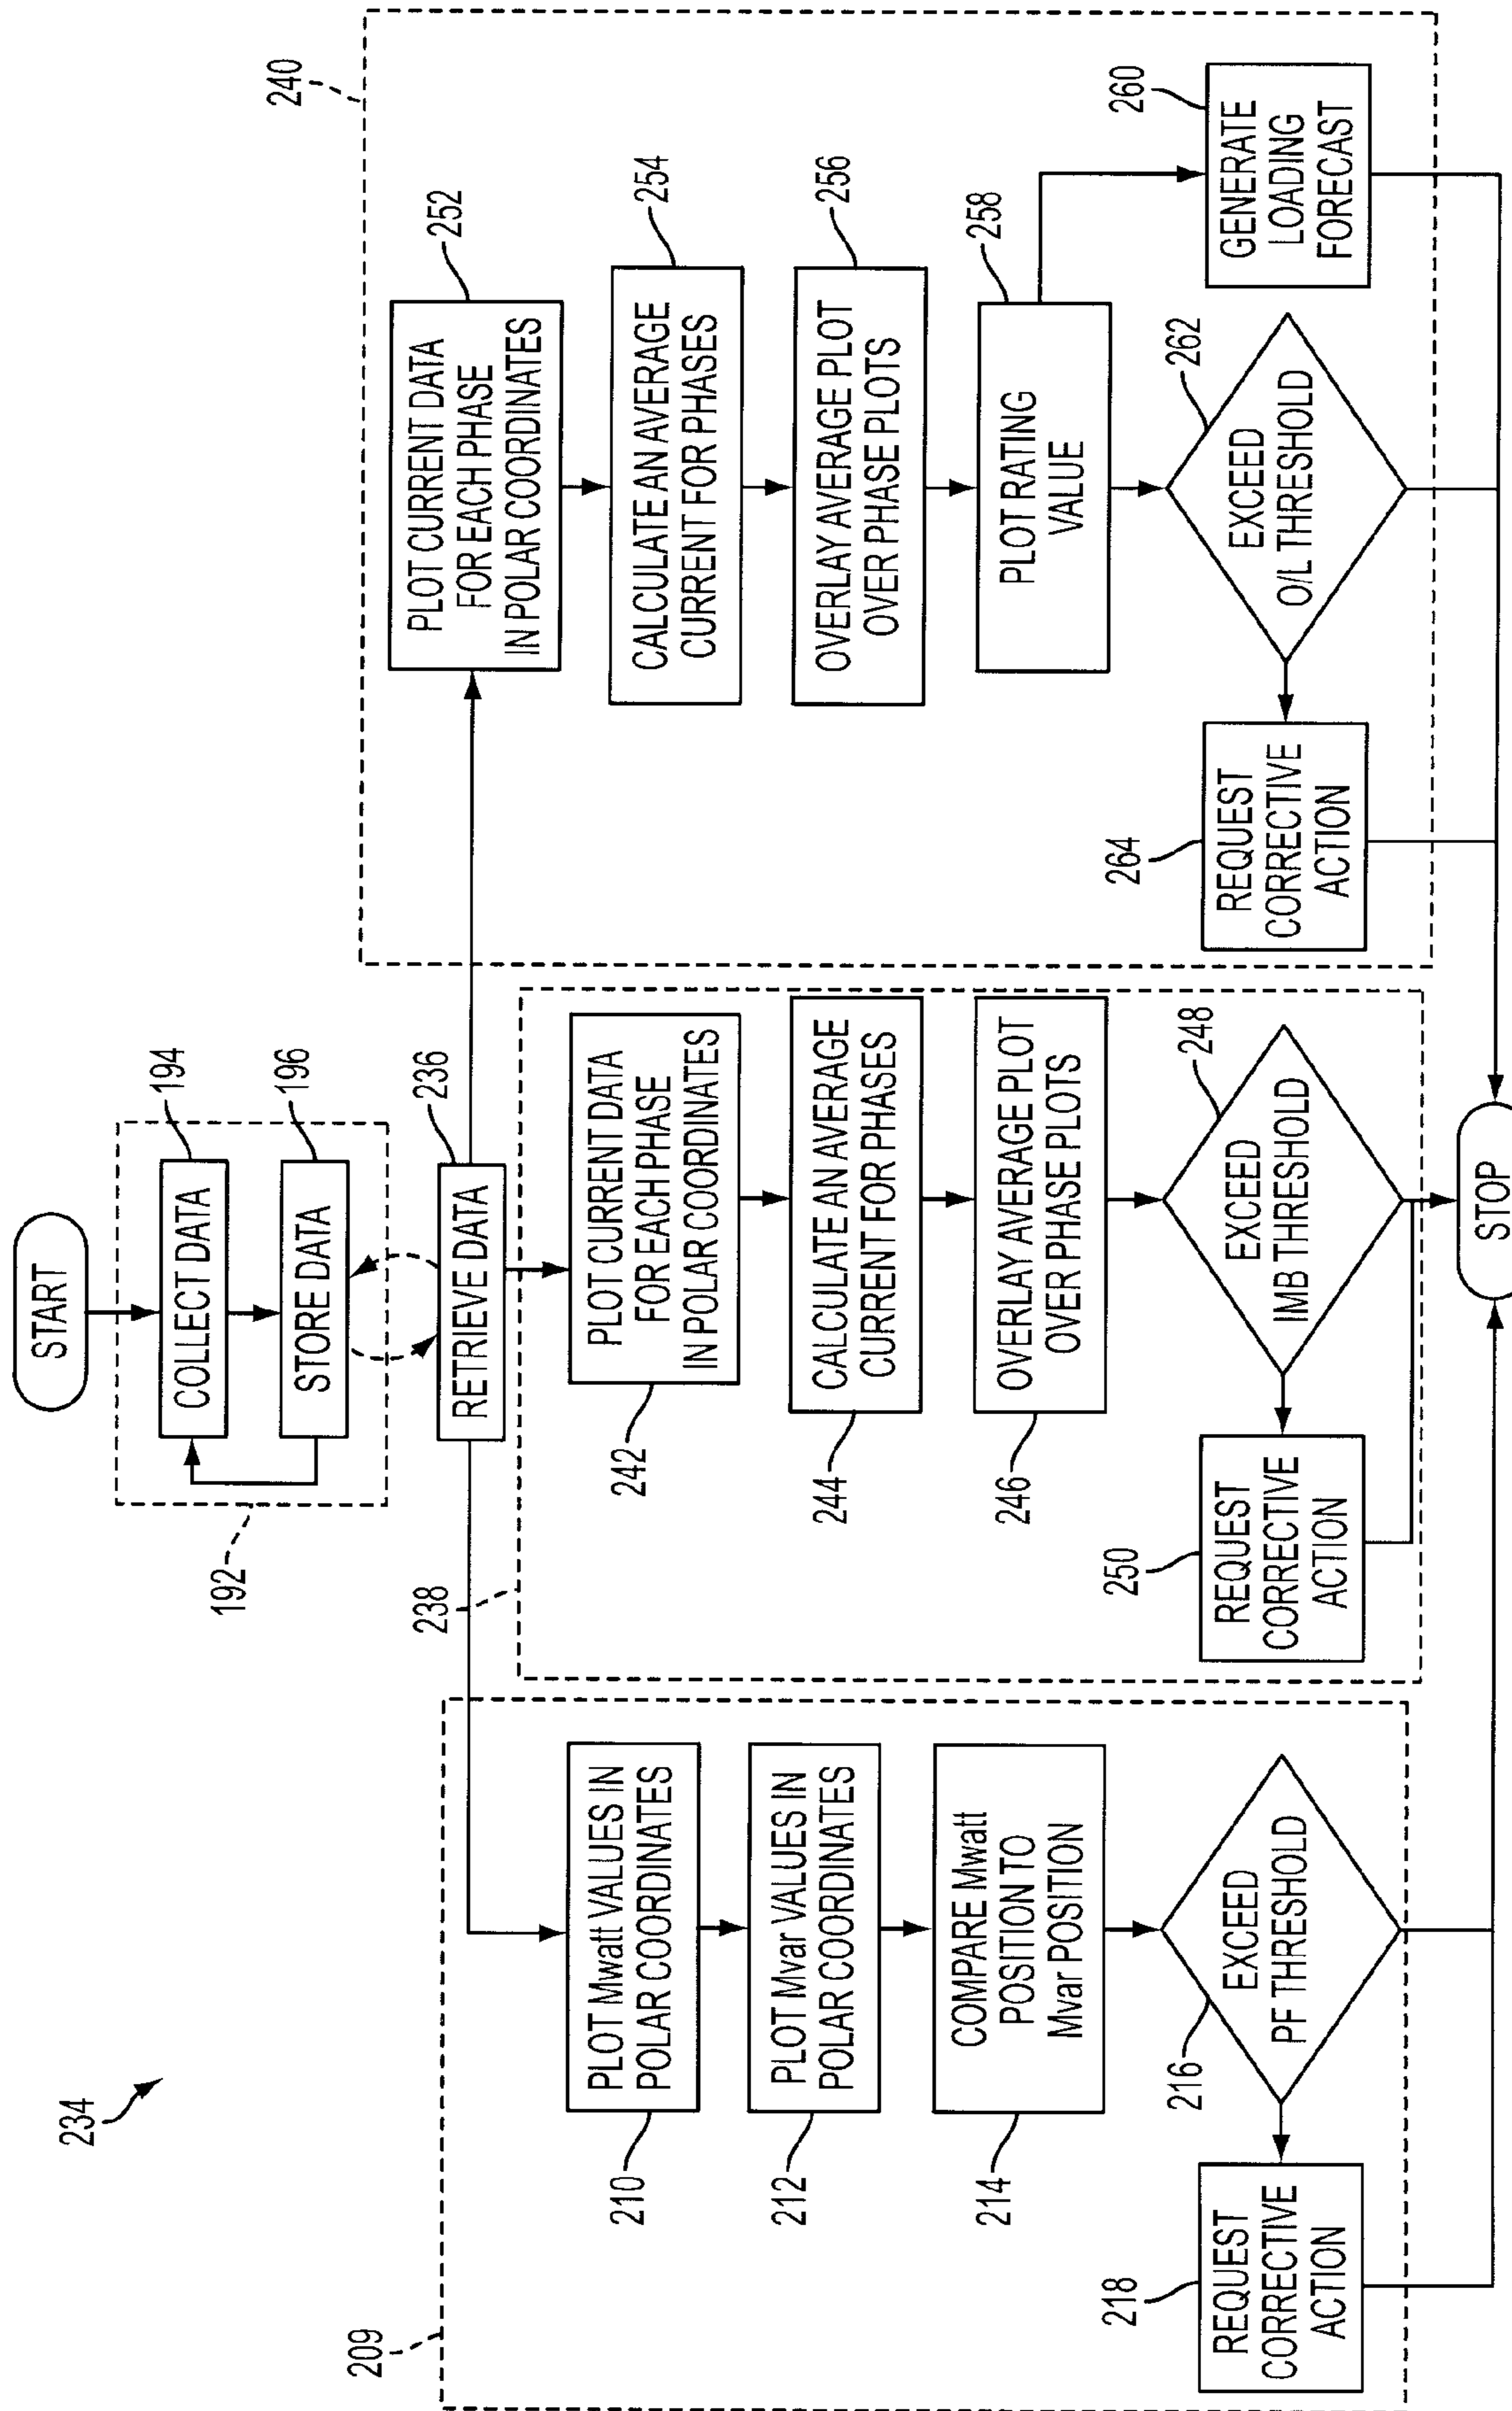 234
START
192
COLLECT DATA
194
STORE DATA
196
RETRIEVE DATA
236
209
PLOT Mwatt VALUES IN
POLAR COORDINATES
210
PLOT Mvar VALUES IN
POLAR COORDINATES
212
COMPARE Mwatt
POSITION TO
Mvar POSITION
214
EXCEED
PF THRESHOLD
216
REQUEST
CORRECTIVE
ACTION
218
238
PLOT CURRENT DATA
FOR EACH PHASE
IN POLAR COORDINATES
242
CALCULATE AN AVERAGE
CURRENT FOR PHASES
244
OVERLAY AVERAGE PLOT
OVER PHASE PLOTS
246
EXCEED
IMB THRESHOLD
248
REQUEST
CORRECTIVE
ACTION
250
240
PLOT CURRENT DATA
FOR EACH PHASE
IN POLAR COORDINATES
252
CALCULATE AN AVERAGE
CURRENT FOR PHASES
254
OVERLAY AVERAGE PLOT
OVER PHASE PLOTS
256
PLOT RATING
VALUE
258
GENERATE
LOADING
FORECAST
260
EXCEED
O/L THRESHOLD
262
REQUEST
CORRECTIVE
ACTION
264
STOP